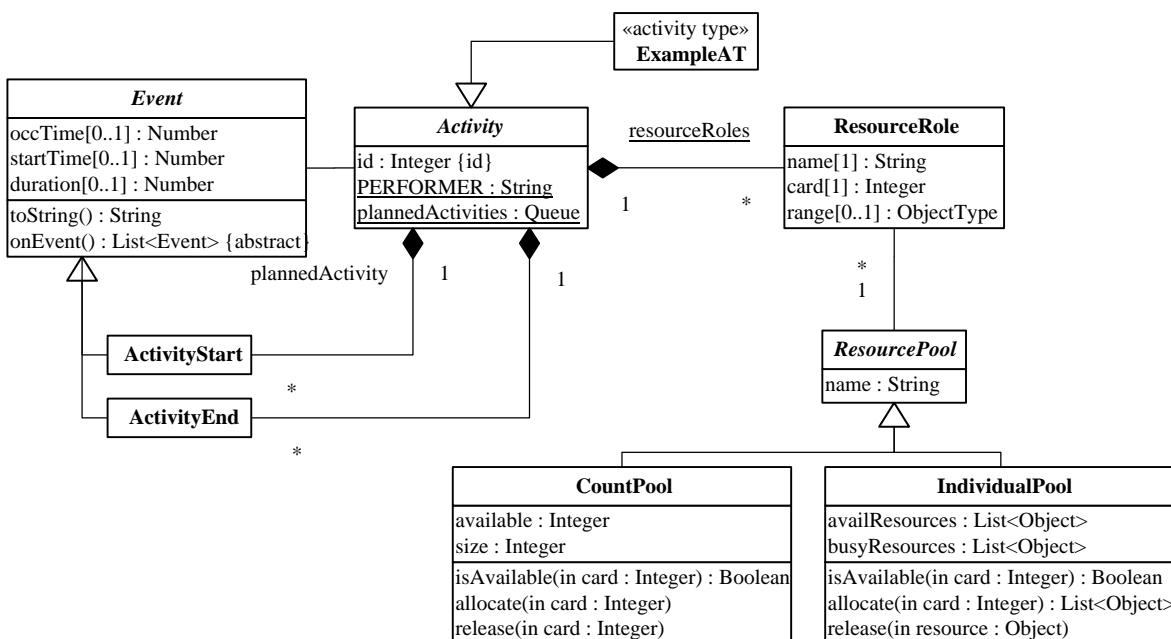 «activity type»
ExampleAT
Event
occTime[0..1] : Number
startTime[0..1] : Number
duration[0..1] : Number
toString() : String
onEvent() : List<Event> {abstract}
Activity
id : Integer {id}
PERFORMER : String
plannedActivities : Queue
resourceRoles
1
*
ResourceRole
name[1] : String
card[1] : Integer
range[0..1] : ObjectType
plannedActivity
1
1
*
1
ActivityStart
*
ActivityEnd
*
ResourcePool
name : String
CountPool
available : Integer
size : Integer
isAvailable(in card : Integer) : Boolean
allocate(in card : Integer)
release(in card : Integer)
IndividualPool
availResources : List<Object>
busyResources : List<Object>
isAvailable(in card : Integer) : Boolean
allocate(in card : Integer) : List<Object>
release(in resource : Object)